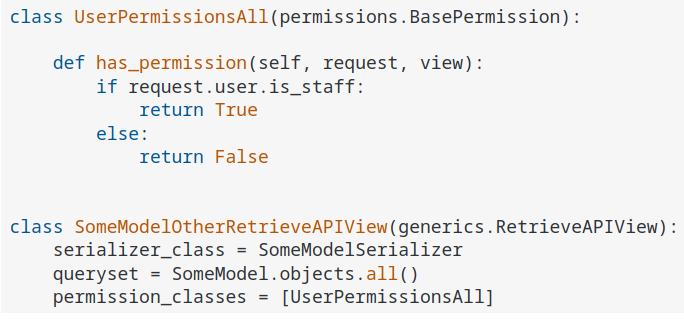 class UserPermissionsAll(permissions.BasePermission):
    def has_permission(self, request, view):
        if request.user.is_staff:
            return True
        else:
            return False
class SomeModelOtherRetrieveAPIView(generics.RetrieveAPIView):
    serializer_class = SomeModelSerializer
    queryset = SomeModel.objects.all()
    permission_classes = [UserPermissionsAll]